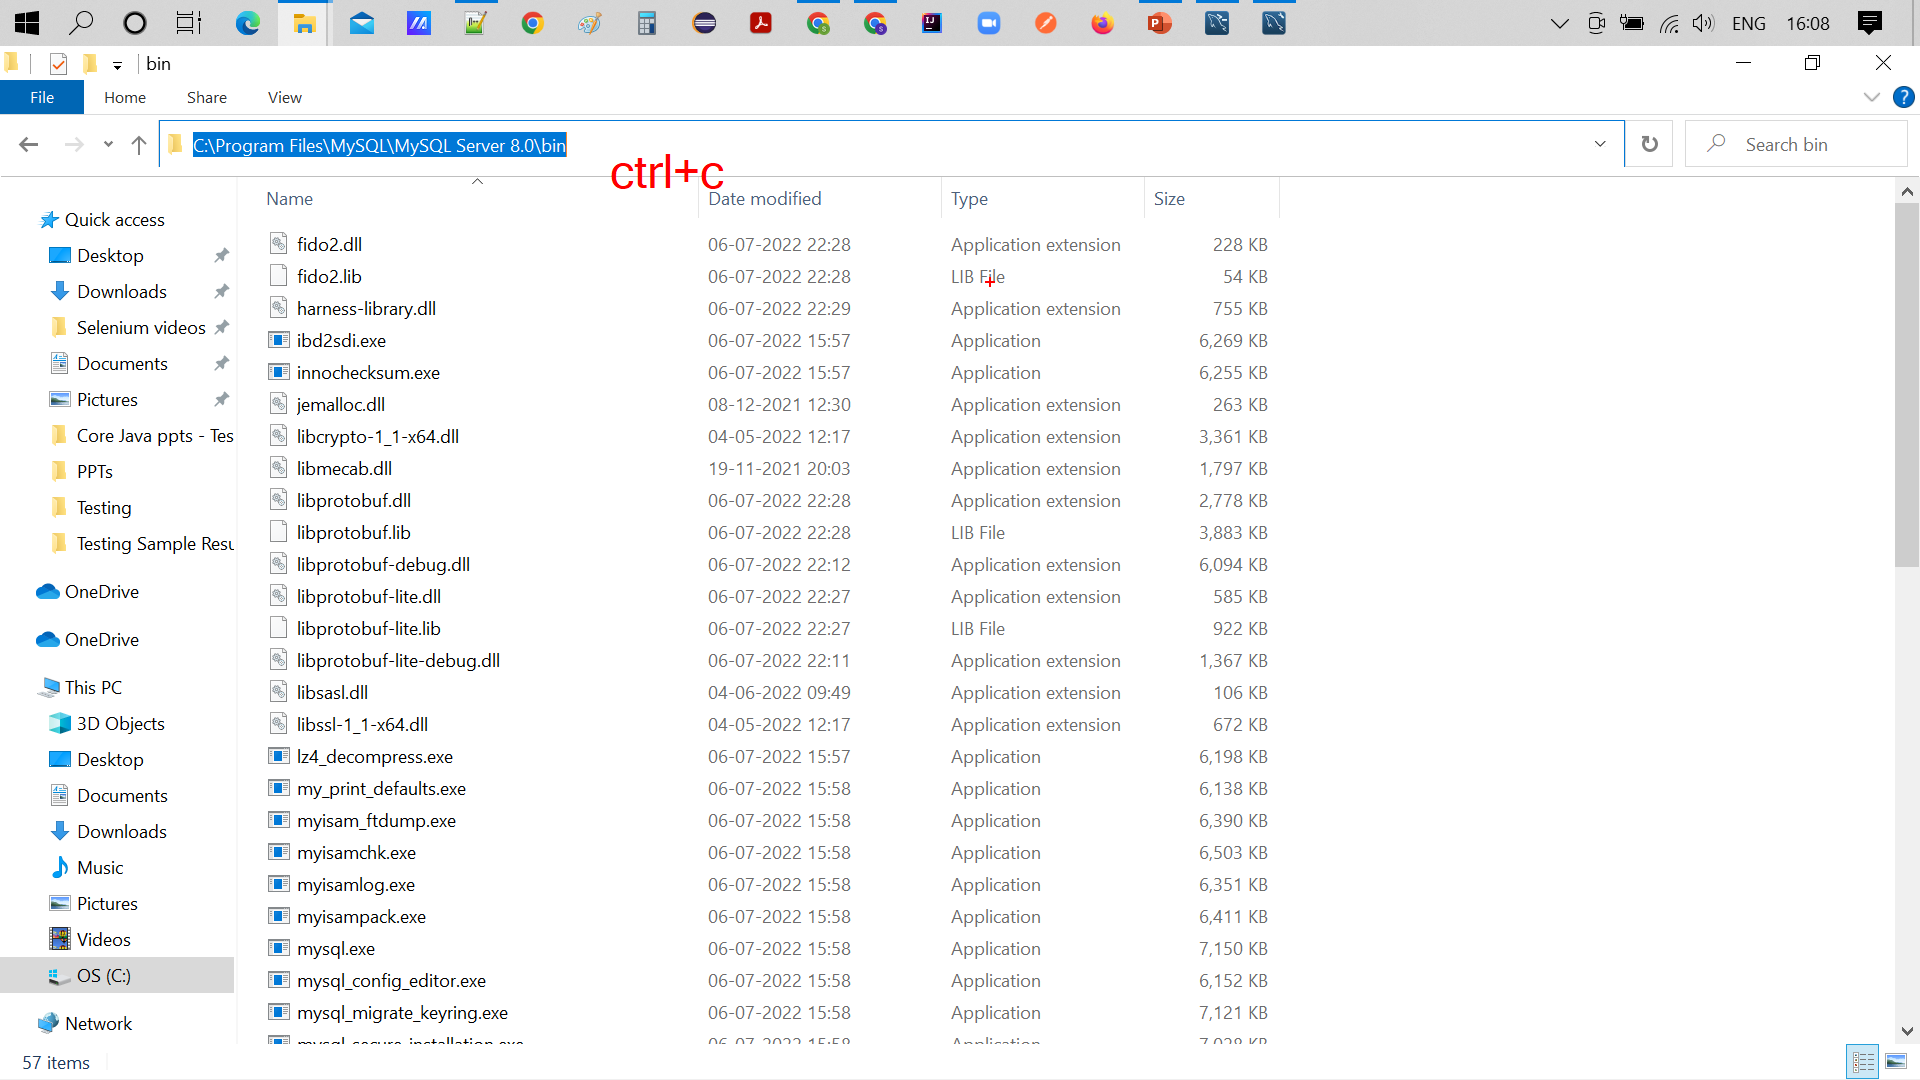 ENG 16:08
bin
File Home Share View
C:\Program Files\MySQL\MySQL Server 8.0\bin
Search bin
ctrl+c
Name Date modified Type Size
Quick access
Desktop
Downloads
Selenium videos
Documents
Pictures
Core Java ppts - Tes
PPTs
Testing
Testing Sample Resu
OneDrive
OneDrive
This PC
3D Objects
Desktop
Documents
Downloads
Music
Pictures
Videos
OS (C:)
Network
fido2.dll 06-07-2022 22:28 Application extension 228 KB
fido2.lib 06-07-2022 22:28 LIB File 54 KB
harness-library.dll 06-07-2022 22:29 Application extension 755 KB
ibd2sdi.exe 06-07-2022 15:57 Application 6,269 KB
innochecksum.exe 06-07-2022 15:57 Application 6,255 KB
jemalloc.dll 08-12-2021 12:30 Application extension 263 KB
libcrypto-1_1-x64.dll 04-05-2022 12:17 Application extension 3,361 KB
libmecab.dll 19-11-2021 20:03 Application extension 1,797 KB
libprotobuf.dll 06-07-2022 22:28 Application extension 2,778 KB
libprotobuf.lib 06-07-2022 22:28 LIB File 3,883 KB
libprotobuf-debug.dll 06-07-2022 22:12 Application extension 6,094 KB
libprotobuf-lite.dll 06-07-2022 22:27 Application extension 585 KB
libprotobuf-lite.lib 06-07-2022 22:27 LIB File 922 KB
libprotobuf-lite-debug.dll 06-07-2022 22:11 Application extension 1,367 KB
libsasl.dll 04-06-2022 09:49 Application extension 106 KB
libssl-1_1-x64.dll 04-05-2022 12:17 Application extension 672 KB
lz4_decompress.exe 06-07-2022 15:57 Application 6,198 KB
my_print_defaults.exe 06-07-2022 15:58 Application 6,138 KB
myisam_ftdump.exe 06-07-2022 15:58 Application 6,390 KB
myisamchk.exe 06-07-2022 15:58 Application 6,503 KB
myisamlog.exe 06-07-2022 15:58 Application 6,351 KB
myisampack.exe 06-07-2022 15:58 Application 6,411 KB
mysql.exe 06-07-2022 15:58 Application 7,150 KB
mysql_config_editor.exe 06-07-2022 15:58 Application 6,152 KB
mysql_migrate_keyring.exe 06-07-2022 15:58 Application 7,121 KB
mysql_secure_installation.exe 06-07-2022 15:58 Application 7,028 KB
57 items